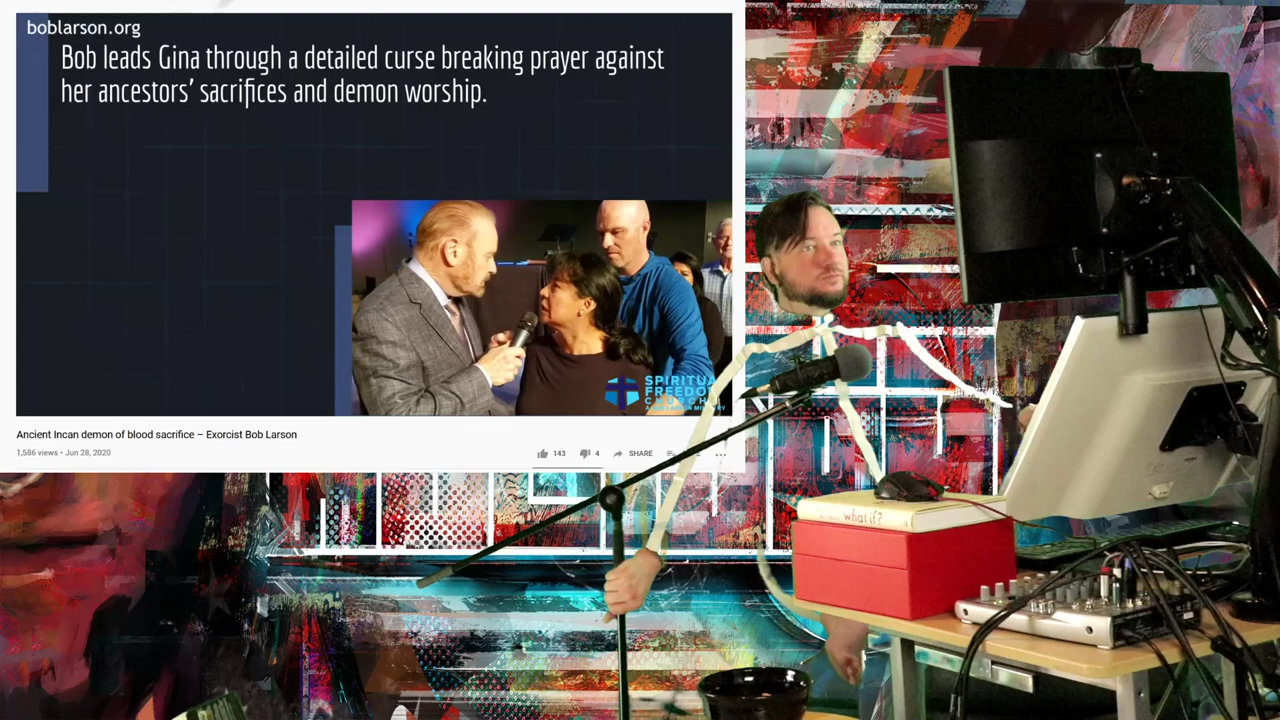 boblarson.org
Bob leads Gina through a detailed curse breaking prayer against
her ancestors' sacrifices and demon worship.
SPIRITUA
FREEDO
CHURCH
Ancient Incan demon of blood sacrifice – Exorcist Bob Larson
1,586 views • Jun 28, 2020
143
4
SHARE
what if?